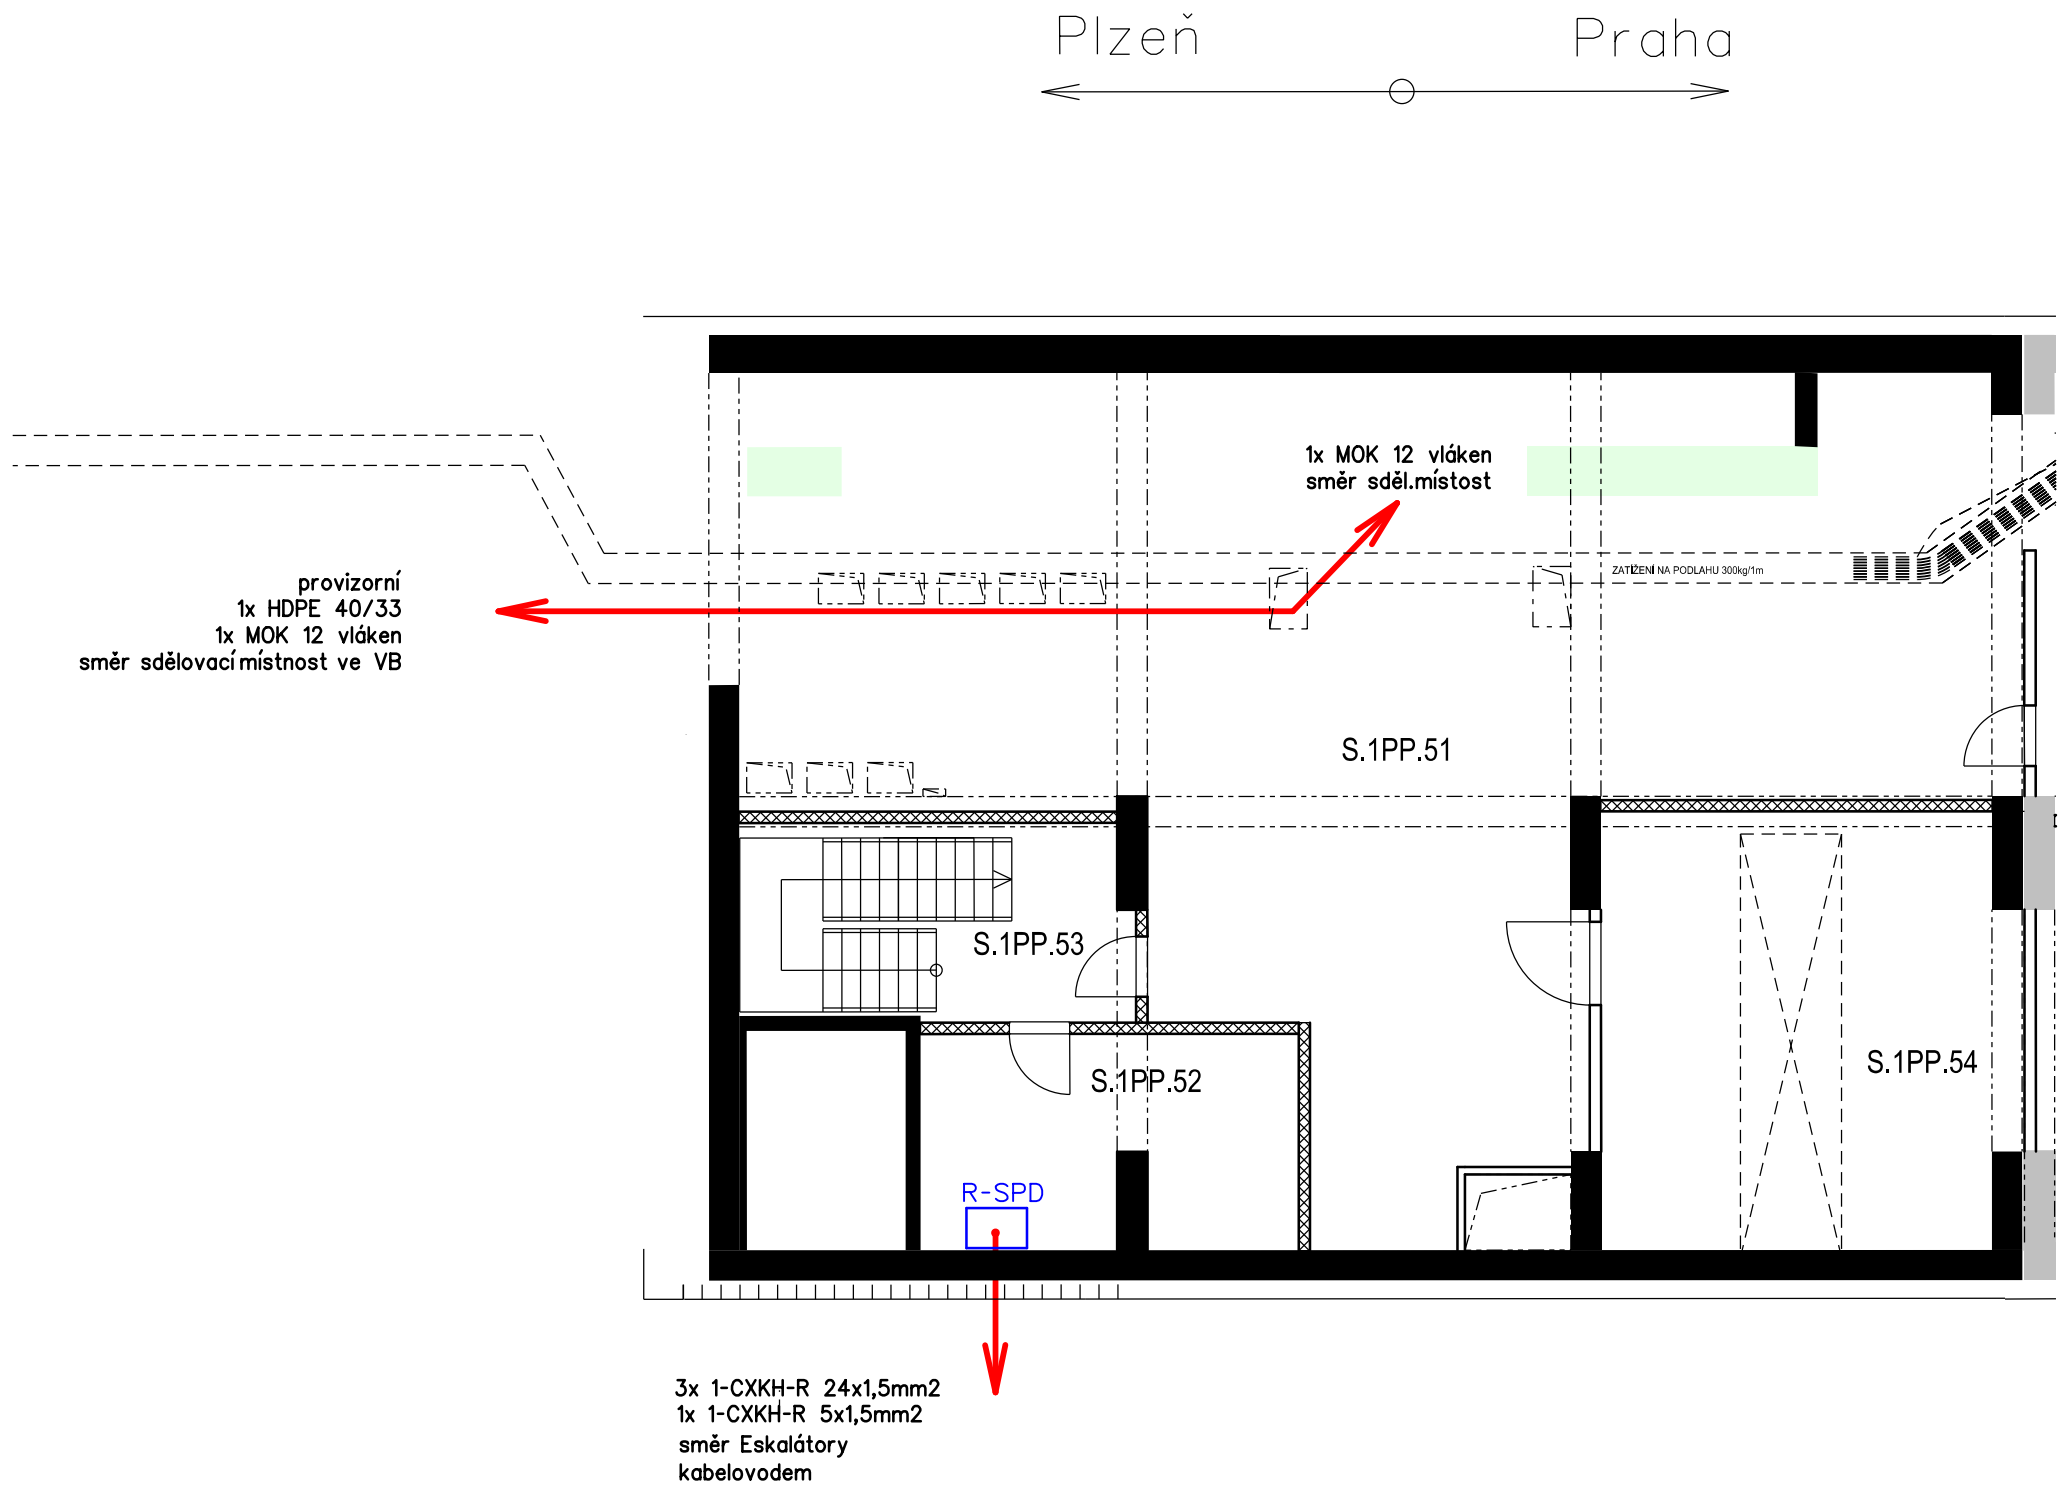 Plzeň
Praha
1x MOK 12 vláken
směr sděl.místost
ZATÍŽENÍ NA PODLAHU 300kg/1m
provizorní
1x HDPE 40/33
1x MOK 12 vláken
směr sdělovací místnost ve VB
S.1PP.51
S.1PP.53
S.1PP.52
S.1PP.54
R-SPD
3x 1-CXKH-R 24x1,5mm2
1x 1-CXKH-R 5x1,5mm2
směr Eskalátory
kabelovodem